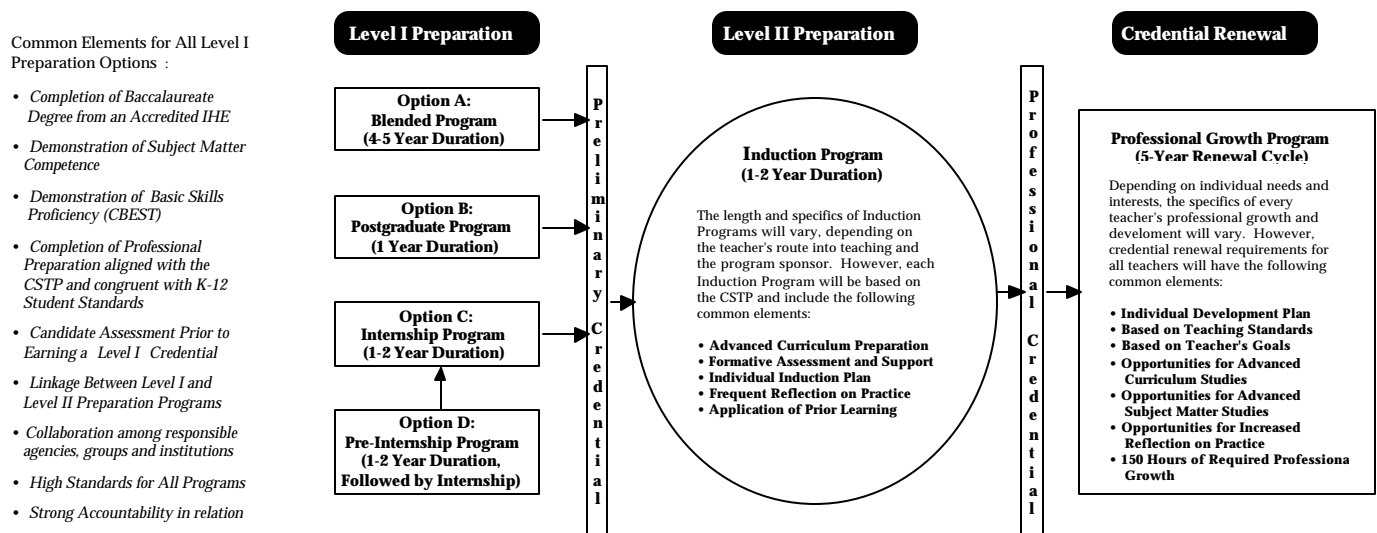 Common Elements for All Level I
Preparation Options :
• Completion of Baccalaureate
Degree from an Accredited IHE
• Demonstration of Subject Matter
Competence
• Demonstration of Basic Skills
Proficiency (CBEST)
• Completion of Professional
Preparation aligned with the
CSTP and congruent with K-12
Student Standards
• Candidate Assessment Prior to
Earning a Level I Credential
• Linkage Between Level I and
Level II Preparation Programs
• Collaboration among responsible
agencies, groups and institutions
• High Standards for All Programs
• Strong Accountability in relation
Level I Preparation
Option A:
Blended Program
(4-5 Year Duration)
Option B:
Postgraduate Program
(1 Year Duration)
Option C:
Internship Program
(1-2 Year Duration)
Option D:
Pre-Internship Program
(1-2 Year Duration,
Followed by Internship)
Preliminary Credential
Level II Preparation
Induction Program
(1-2 Year Duration)
The length and specifics of Induction
Programs will vary, depending on
the teacher's route into teaching and
the program sponsor. However, each
Induction Program will be based on
the CSTP and include the following
common elements:
• Advanced Curriculum Preparation
• Formative Assessment and Support
• Individual Induction Plan
• Frequent Reflection on Practice
• Application of Prior Learning
Professional Credential
Credential Renewal
Professional Growth Program
(5-Year Renewal Cycle)
Depending on individual needs and
interests, the specifics of every
teacher's professional growth and
develoment will vary. However,
credential renewal requirements for
all teachers will have the following
common elements:
• Individual Development Plan
• Based on Teaching Standards
• Based on Teacher's Goals
• Opportunities for Advanced
Curriculum Studies
• Opportunities for Advanced
Subject Matter Studies
• Opportunities for Increased
Reflection on Practice
• 150 Hours of Required Professiona
Growth